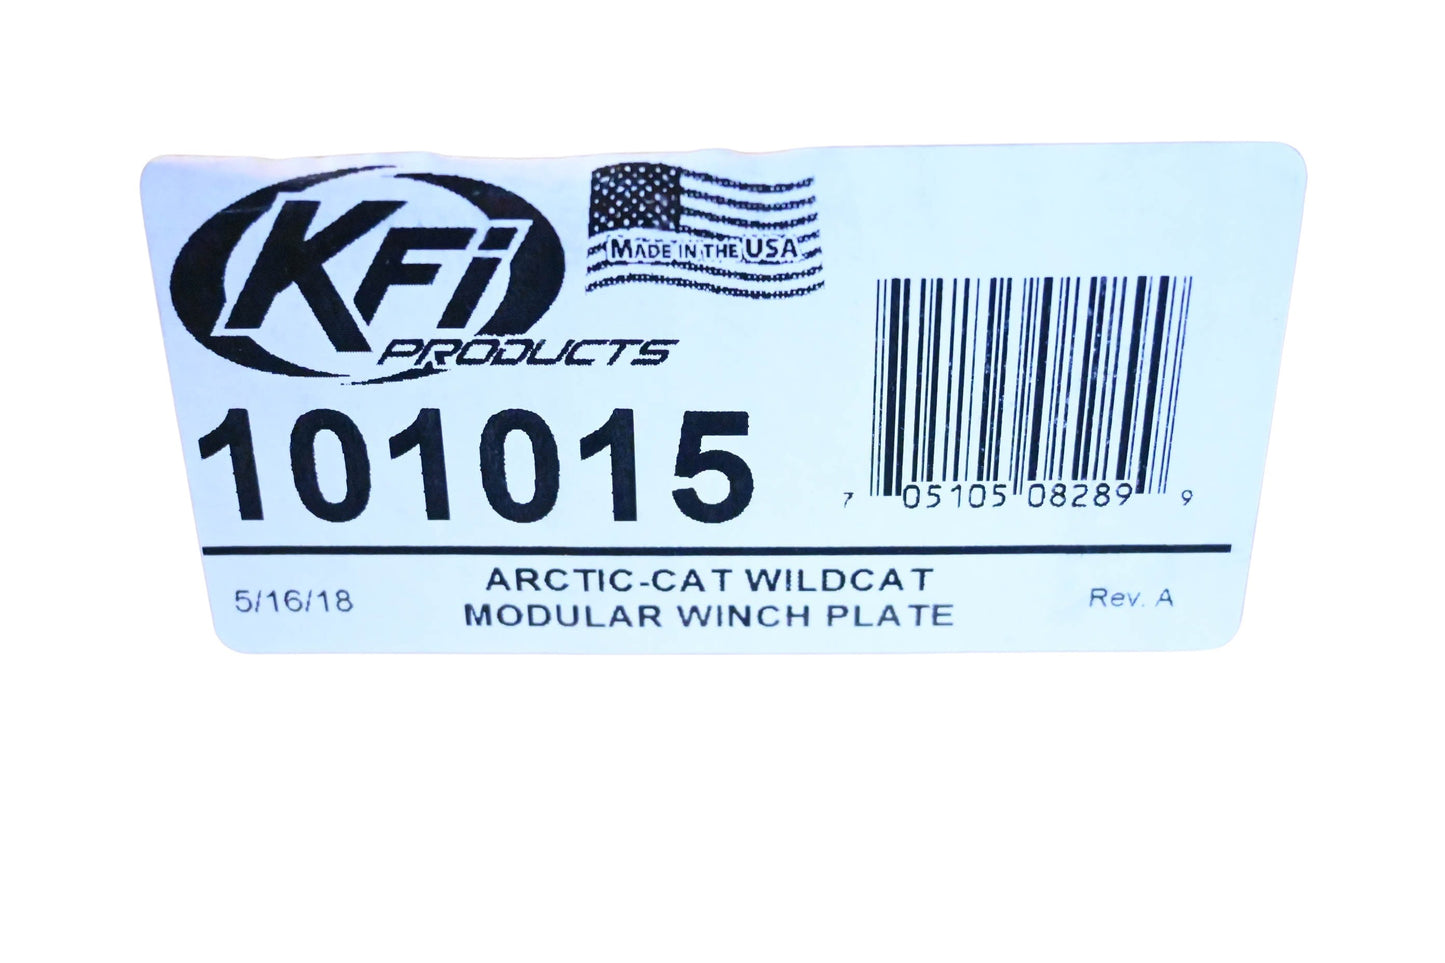 KFi
PRODUCTS
MADE IN THE USA
101015
7 05105 08289 9
5/16/18
ARCTIC-CAT WILDCAT
MODULAR WINCH PLATE
Rev. A